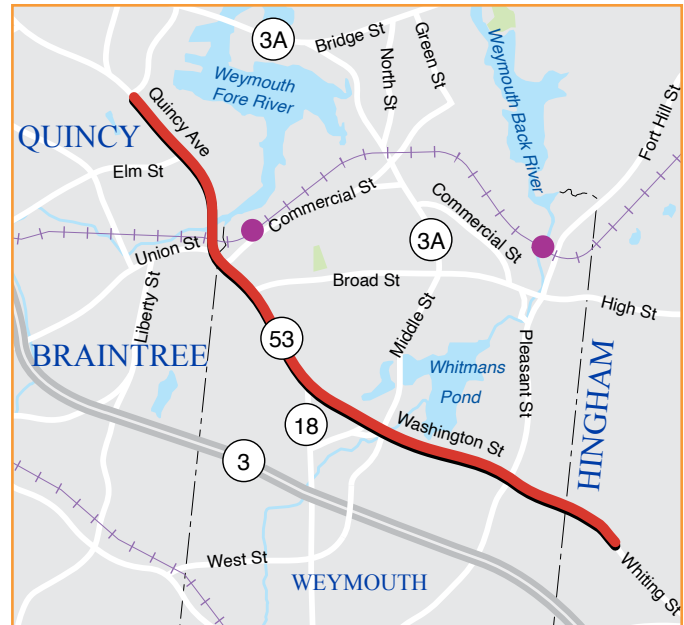 3A
Bridge St
North St
Green St
Weymouth
Fore River
Weymouth Back River
Fort Hill St
Quincy Ave
QUINCY
Elm St
Commercial St
Commercial St
3A
Union St
Broad St
High St
Liberty St
Middle St
53
BRAINTREE
Whitmans
Pond
Pleasant St
HINGHAM
18
Washington St
3
West St
WEYMOUTH
Whiting St